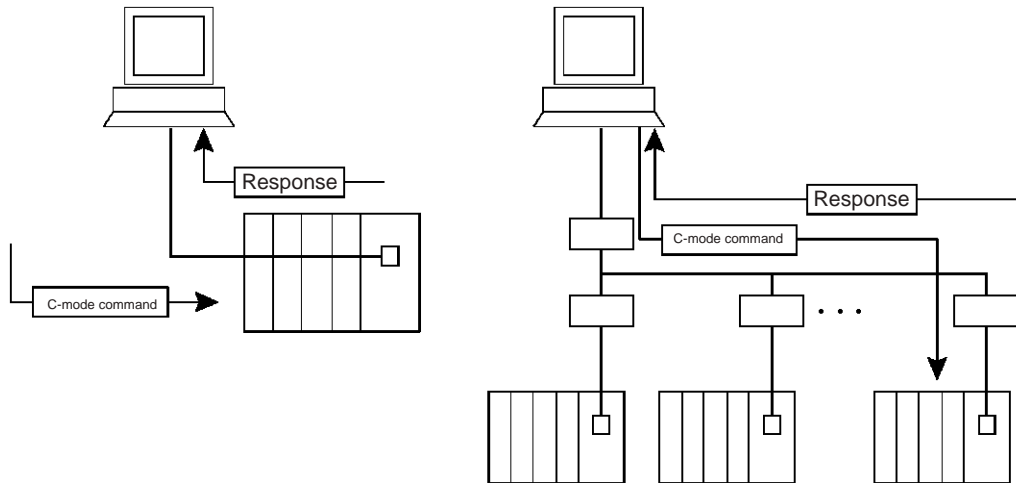 Response
C-mode command
Response
C-mode command
. . .